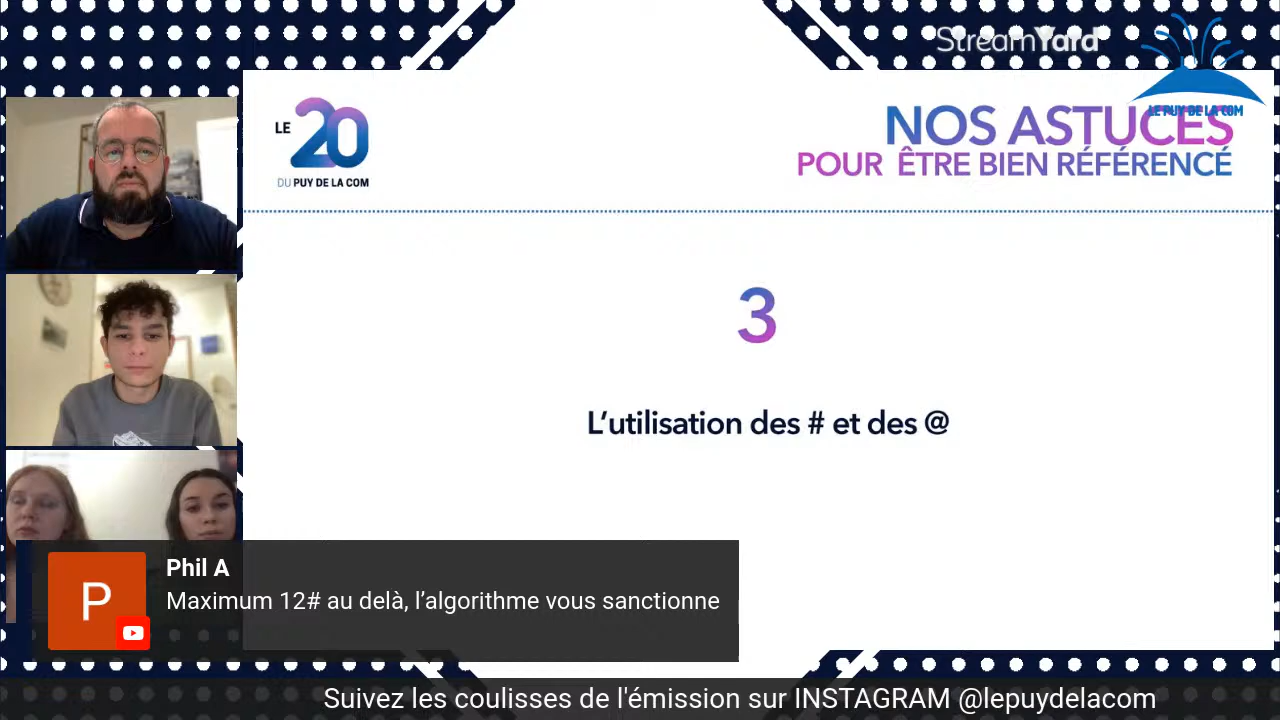 StreamYard
LE PUY DE LA COM
LE 20
DU PUY DE LA COM
NOS ASTUCES
POUR ÊTRE BIEN RÉFÉRENCÉ
3
L’utilisation des # et des @
P
Phil A
Maximum 12# au delà, l’algorithme vous sanctionne
Suivez les coulisses de l'émission sur INSTAGRAM @lepuydelacom